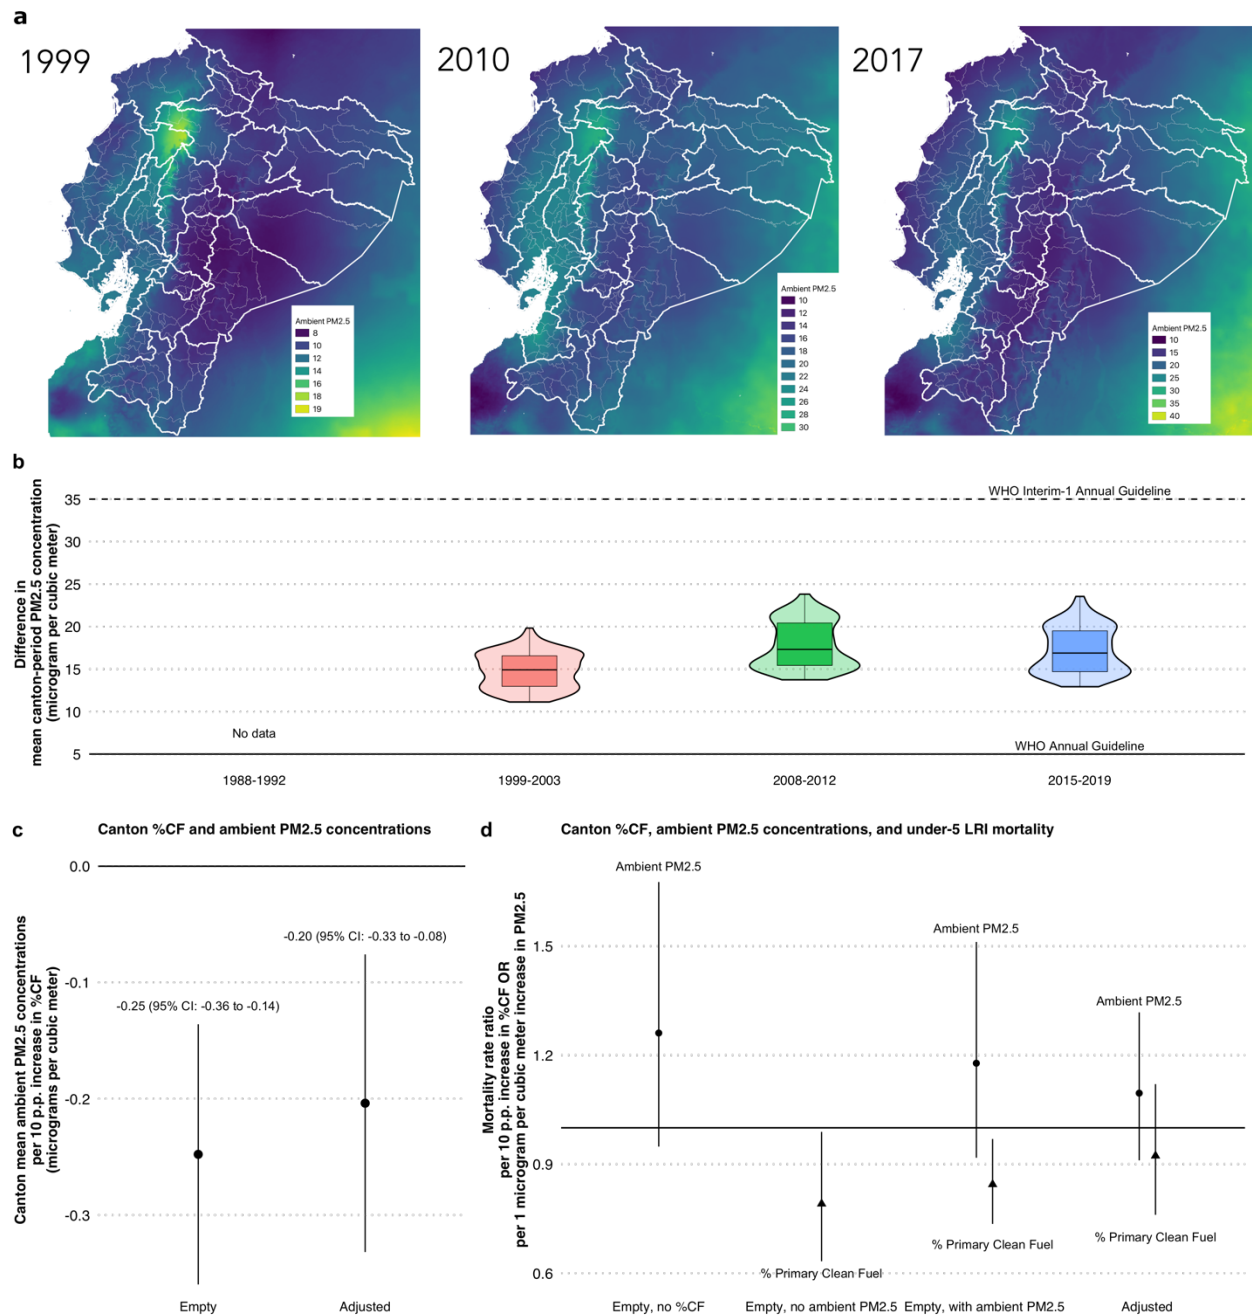 a
1999
2010
2017
Ambient PM2.5
8
10
12
14
16
18
19
Ambient PM2.5
10
12
14
16
18
20
22
24
26
28
30
Ambient PM2.5
10
15
20
25
30
35
40
b
Difference in
mean canton-period PM2.5 concentration
(microgram per cubic meter)
35
30
25
20
15
10
5
WHO Interim-1 Annual Guideline
No data
WHO Annual Guideline
1988-1992
1999-2003
2008-2012
2015-2019
c
Canton %CF and ambient PM2.5 concentrations
Canton mean ambient PM2.5 concentrations
per 10 p.p. increase in %CF
(micrograms per cubic meter)
0.0
-0.1
-0.2
-0.3
-0.25 (95% CI: -0.36 to -0.14)
-0.20 (95% CI: -0.33 to -0.08)
Empty
Adjusted
d
Canton %CF, ambient PM2.5 concentrations, and under-5 LRI mortality
Mortality rate ratio
per 10 p.p. increase in %CF OR
per 1 microgram per cubic meter increase in PM2.5
1.5
1.2
0.9
0.6
Ambient PM2.5
% Primary Clean Fuel
Ambient PM2.5
% Primary Clean Fuel
Ambient PM2.5
% Primary Clean Fuel
Empty, no %CF
Empty, no ambient PM2.5
Empty, with ambient PM2.5
Adjusted